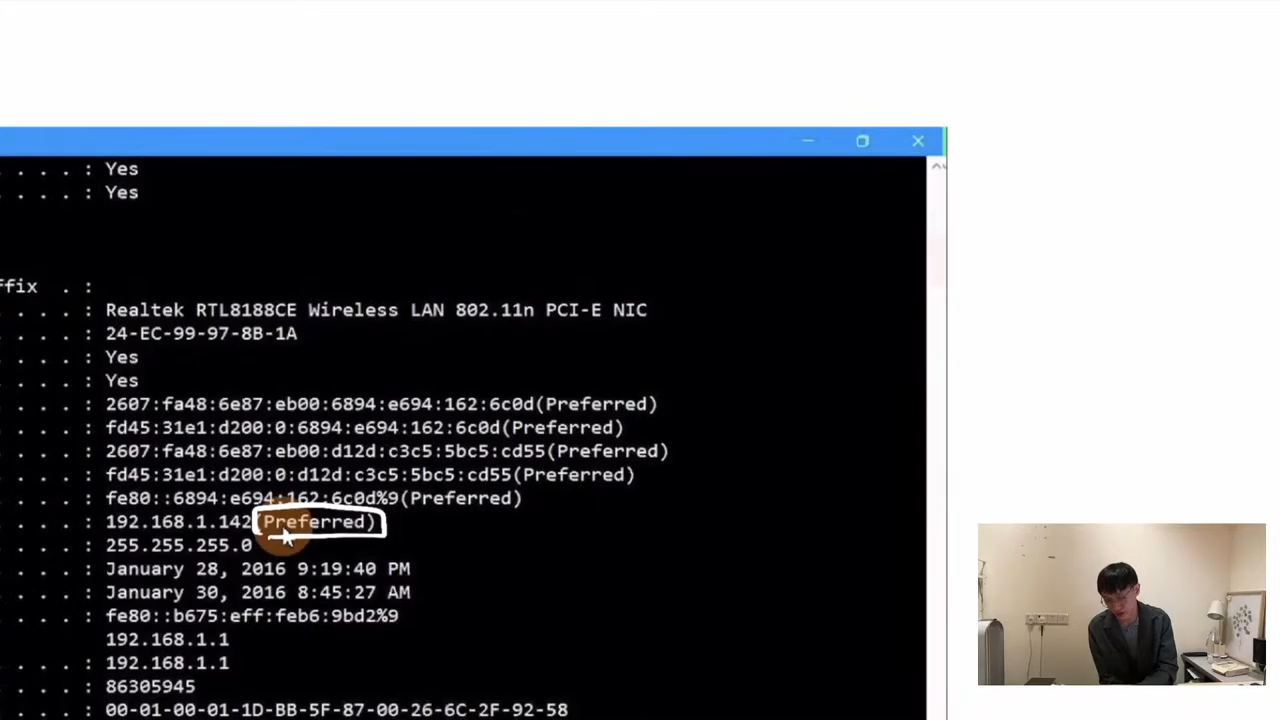 . . . . : Yes
. . . . : Yes
ffix . :
. . . . : Realtek RTL8188CE Wireless LAN 802.11n PCI-E NIC
. . . . : 24-EC-99-97-8B-1A
. . . . : Yes
. . . . : Yes
. . . . : 2607:fa48:6e87:eb00:6894:e694:162:6c0d(Preferred)
. . . . : fd45:31e1:d200:0:6894:e694:162:6c0d(Preferred)
. . . . : 2607:fa48:6e87:eb00:d12d:c3c5:5bc5:cd55(Preferred)
. . . . : fd45:31e1:d200:0:d12d:c3c5:5bc5:cd55(Preferred)
. . . . : fe80::6894:e694:162:6c0d%9(Preferred)
. . . . : 192.168.1.142(Preferred)
. . . . : 255.255.255.0
. . . . : January 28, 2016 9:19:40 PM
. . . . : January 30, 2016 8:45:27 AM
. . . . : fe80::b675:eff:feb6:9bd2%9
192.168.1.1
. . . . : 192.168.1.1
. . . . : 86305945
. . . . : 00-01-00-01-1D-BB-5F-87-00-26-6C-2F-92-58